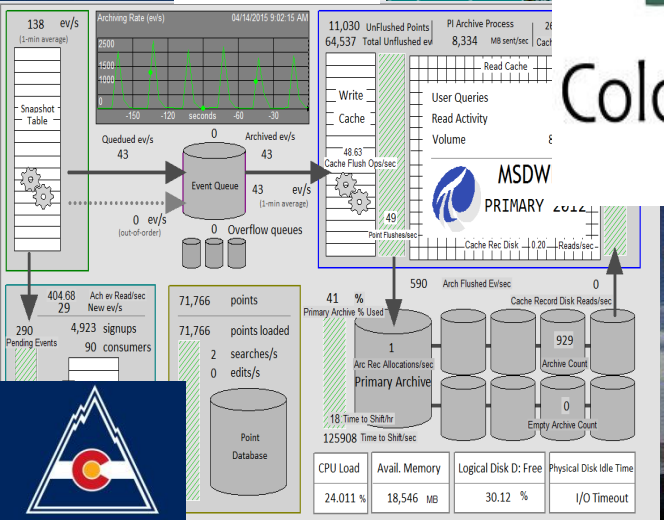 138 ev/s
(1-min average)
Snapshot
Table
Archiving Rate (ev/s) 04/14/2015 9:02:15 AM
2500
1500
1000
0
-150 -120 seconds -60 -30
Quedued ev/s
43
0
Archived ev/s
43
Event Queue
43 ev/s
(1-min average)
0 ev/s
(out-of-order)
0 Overflow queues
11,030 UnFlushed Points
64,537 Total Unflushed ev
PI Archive Process
8,334 MB sent/sec
26
Cach
Colo
Write
Cache
48.63
Cache Flush Ops/sec
49
Point Flushes/sec
Read Cache
User Queries
Read Activity
Volume 8
MSDW
PRIMARY 2012
Cache Rec Disk 0.20 Reads/sec
404.68 Ach ev Read/sec
29 New ev/s
290
Pending Events
4,923 signups
90 consumers
71,766 points
71,766 points loaded
2 searches/s
0 edits/s
Point
Database
41 %
Primary Archive % Used
590 Arch Flushed Ev/sec
0
Cache Record Disk Reads/sec
1
Arc Rec Allocations/sec
Primary Archive
929
Archive Count
0
Empty Archive Count
18 Time to Shift/hr
125908 Time to Shift/sec
CPU Load
24.011 %
Avail. Memory
18,546 MB
Logical Disk D: Free
30.12 %
Physical Disk Idle Time
I/O Timeout